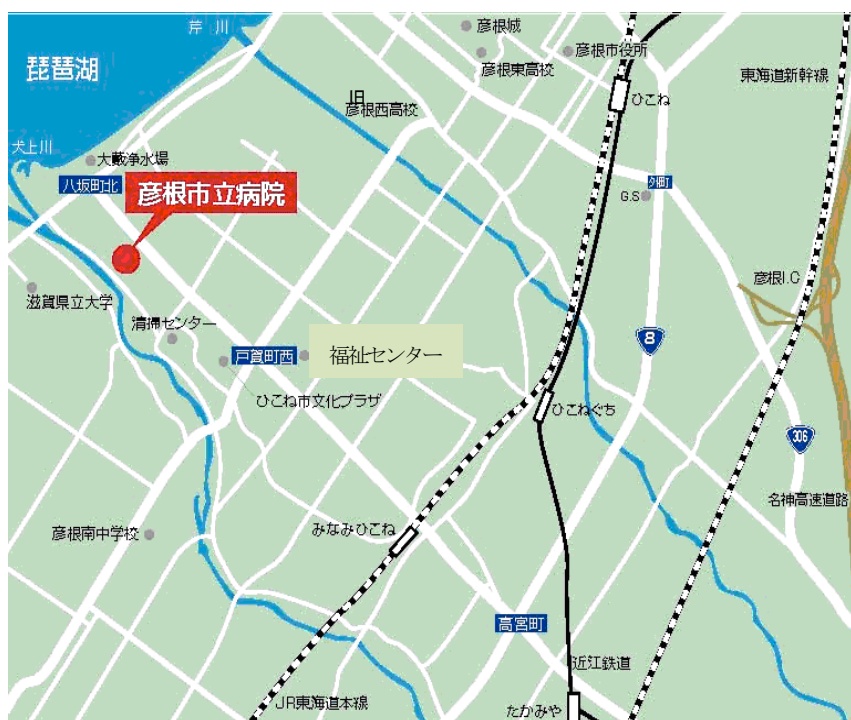 芹川
彦根城
彦根市役所
琵琶湖
彦根東高校
東海道新幹線
JR
ひこね
彦根西高校
犬上川
大藪浄水場
八坂町北
外町
彦根市立病院
G.S
彦根I.C
滋賀県立大学
清掃センター
8
戸賀町西
福祉センター
ひこね市文化プラザ
ひこねぐち
306
名神高速道路
彦根南中学校
みなみひこね
高宮町
近江鉄道
JR東海道本線
たかみや